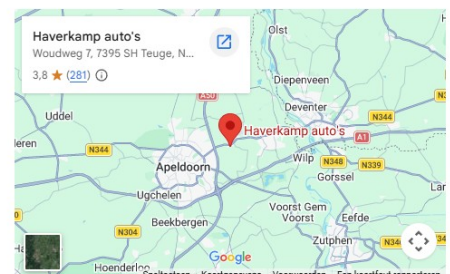 Haverkamp auto's
Woudweg 7, 7395 SH Teuge, N...
3,8 ★ (281)
Olst
Diepenveen
A50
Deventer
N344
Uddel
Haverkamp auto's
A1
N344
Apeldoorn
Wilp
N348
N339
Gorssel
Ugchelen
Voorst Gem
Voorst
Eefde
Beekbergen
N304
Zutphen
Google
Hoenderloo